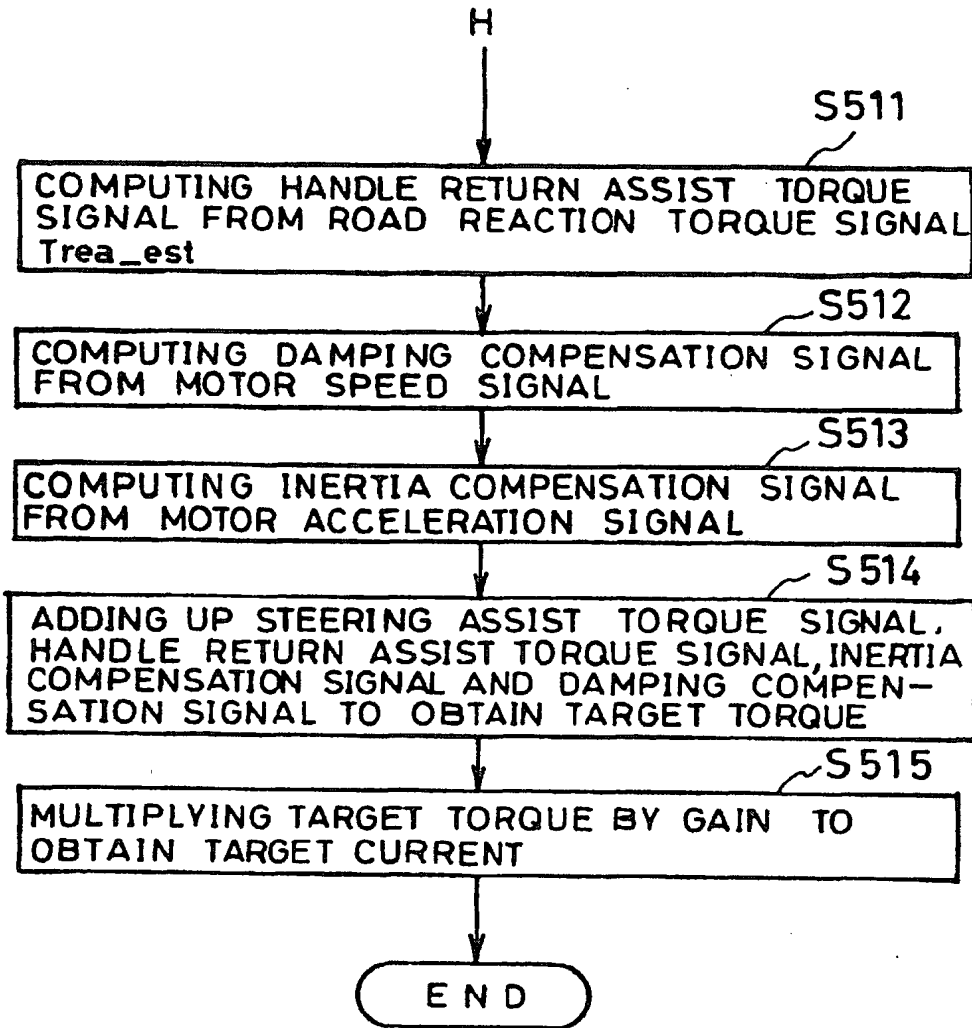 H
S511
COMPUTING HANDLE RETURN ASSIST TORQUE
SIGNAL FROM ROAD REACTION TORQUE SIGNAL
Trea_est
S512
COMPUTING DAMPING COMPENSATION SIGNAL
FROM MOTOR SPEED SIGNAL
S513
COMPUTING INERTIA COMPENSATION SIGNAL
FROM MOTOR ACCELERATION SIGNAL
S514
ADDING UP STEERING ASSIST TORQUE SIGNAL,
HANDLE RETURN ASSIST TORQUE SIGNAL, INERTIA
COMPENSATION SIGNAL AND DAMPING COMPEN-
SATION SIGNAL TO OBTAIN TARGET TORQUE
S515
MULTIPLYING TARGET TORQUE BY GAIN TO
OBTAIN TARGET CURRENT
END